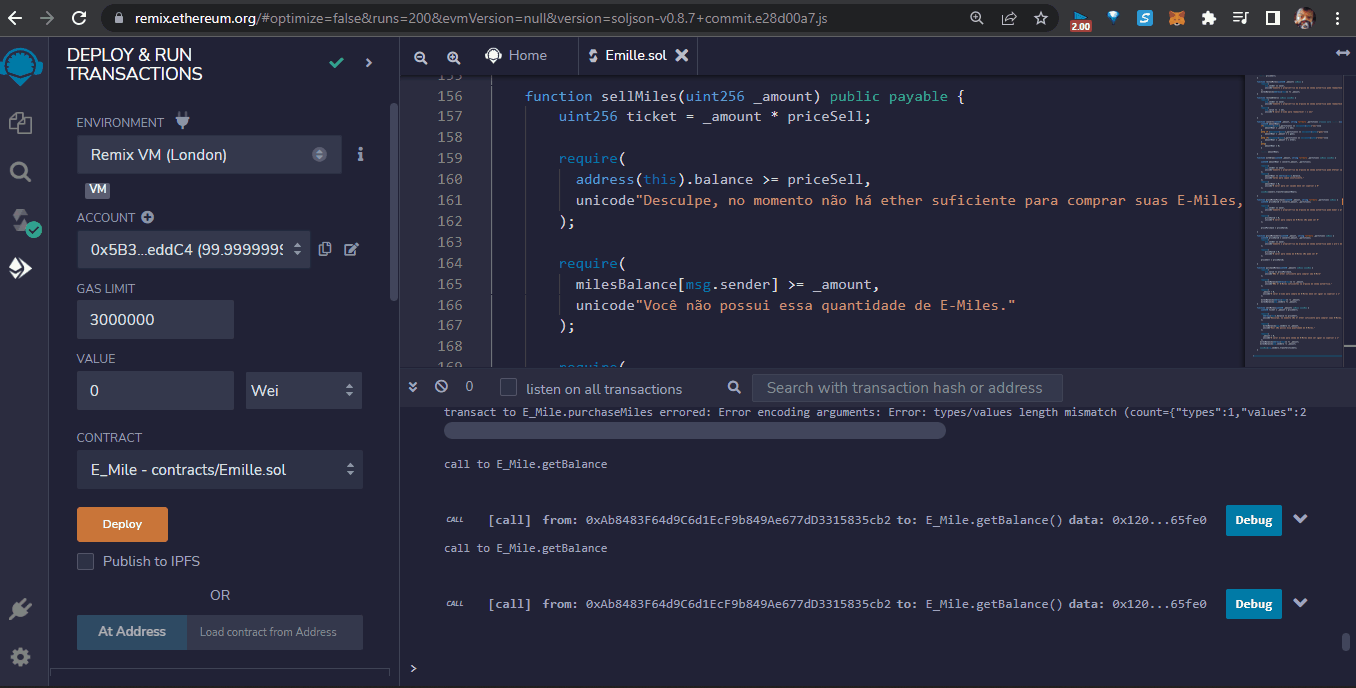 remix.ethereum.org/#optimize=false&runs=200&evmVersion=null&version=soljson-v0.8.7+commit.e28d00a7.js
2.00
DEPLOY & RUN
TRANSACTIONS
ENVIRONMENT
Remix VM (London)
VM
ACCOUNT
0x5B3...eddC4 (99.9999999
GAS LIMIT
3000000
VALUE
0
Wei
CONTRACT
E_Mile - contracts/Emille.sol
Deploy
Publish to IPFS
OR
At Address
Load contract from Address
Home
Emille.sol
155
156 function sellMiles(uint256 _amount) public payable {
157 uint256 ticket = _amount * priceSell;
158
159 require(
160 address(this).balance >= priceSell,
161 unicode"Desculpe, no momento não há ether suficiente para comprar suas E-Miles,
162 );
163
164 require(
165 milesBalance[msg.sender] >= _amount,
166 unicode"Você não possui essa quantidade de E-Miles."
167 );
168
169 require(
0
listen on all transactions
Search with transaction hash or address
transact to E_Mile.purchaseMiles errored: Error encoding arguments: Error: types/values length mismatch (count={"types":1,"values":2
call to E_Mile.getBalance
CALL [call] from: 0xAb8483F64d9C6d1EcF9b849Ae677dD3315835cb2 to: E_Mile.getBalance() data: 0x120...65fe0 Debug
call to E_Mile.getBalance
CALL [call] from: 0xAb8483F64d9C6d1EcF9b849Ae677dD3315835cb2 to: E_Mile.getBalance() data: 0x120...65fe0 Debug
>